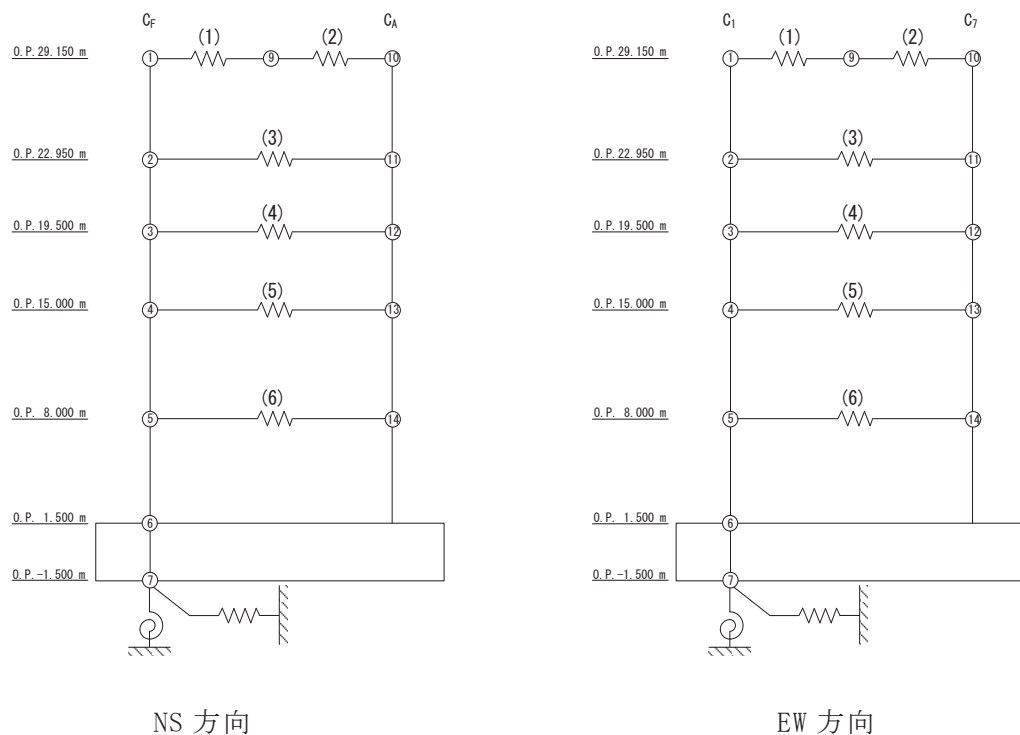 C_F C_A
O.P. 29.150 m ① (1) ⑨ (2) ⑩
O.P. 22.950 m ② (3) ⑪
O.P. 19.500 m ③ (4) ⑫
O.P. 15.000 m ④ (5) ⑬
O.P. 8.000 m ⑤ (6) ⑭
O.P. 1.500 m ⑥
O.P.-1.500 m ⑦
NS 方向
C_1 C_7
O.P. 29.150 m ① (1) ⑨ (2) ⑩
O.P. 22.950 m ② (3) ⑪
O.P. 19.500 m ③ (4) ⑫
O.P. 15.000 m ④ (5) ⑬
O.P. 8.000 m ⑤ (6) ⑭
O.P. 1.500 m ⑥
O.P.-1.500 m ⑦
EW 方向